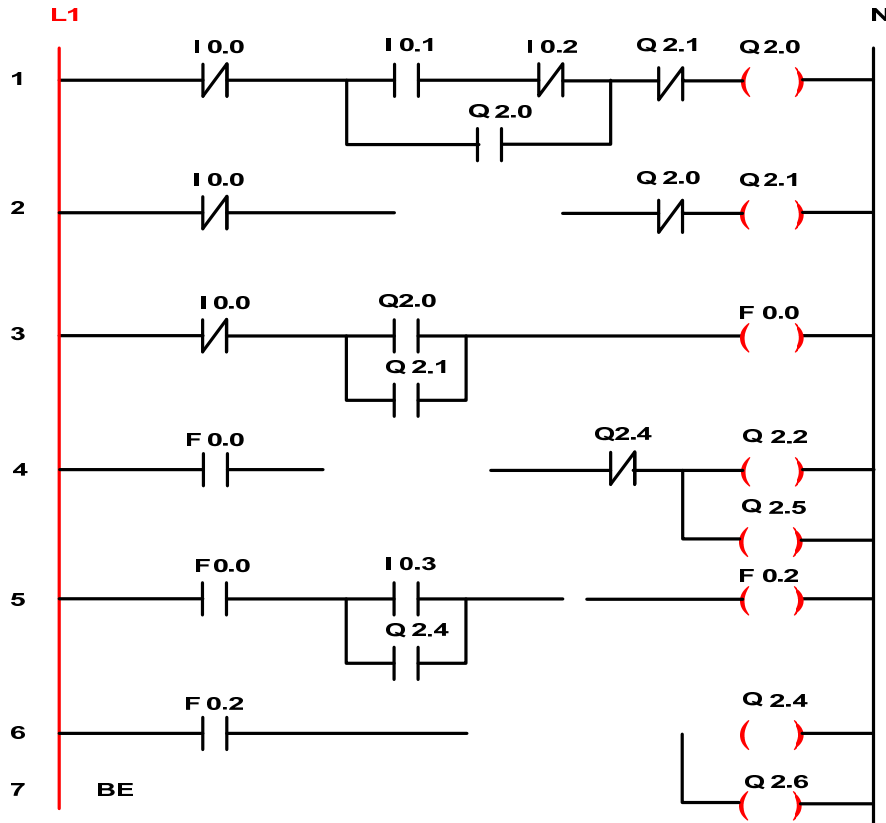 L1 N
I 0.0 I 0.1 I 0.2 Q 2.1 Q 2.0
1
Q 2.0
I 0.0 Q 2.0 Q 2.1
2
I 0.0 Q2.0 F 0.0
3
Q 2.1
F 0.0 Q2.4 Q 2.2
4
Q 2.5
F0.0 I 0.3 F 0.2
5
Q 2.4
F 0.2 Q 2.4
6
Q 2.6
7 BE